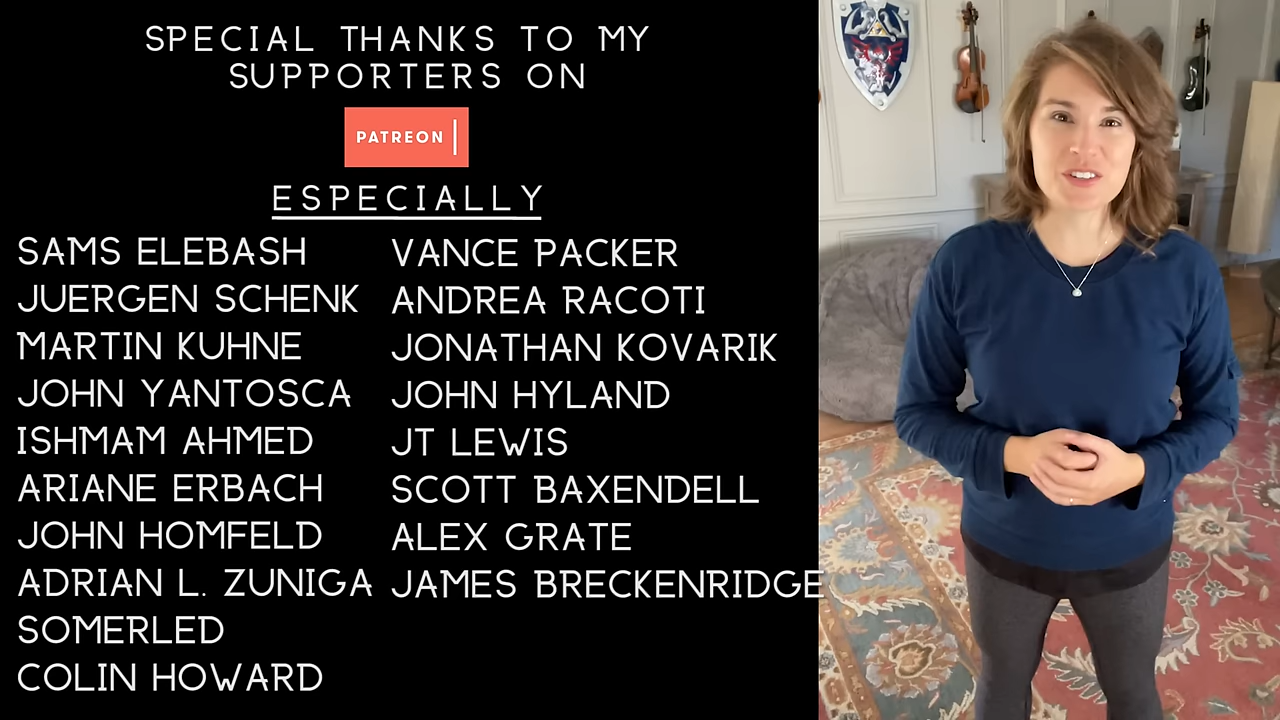 SPECIAL THANKS TO MY
SUPPORTERS ON
PATREON
ESPECIALLY
SAMS ELEBASH
JUERGEN SCHENK
MARTIN KUHNE
JOHN YANTOSCA
ISHMAM AHMED
ARIANE ERBACH
JOHN HOMFELD
ADRIAN L. ZUNIGA
SOMERLED
COLIN HOWARD
VANCE PACKER
ANDREA RACOTI
JONATHAN KOVARIK
JOHN HYLAND
JT LEWIS
SCOTT BAXENDELL
ALEX GRATE
JAMES BRECKENRIDGE